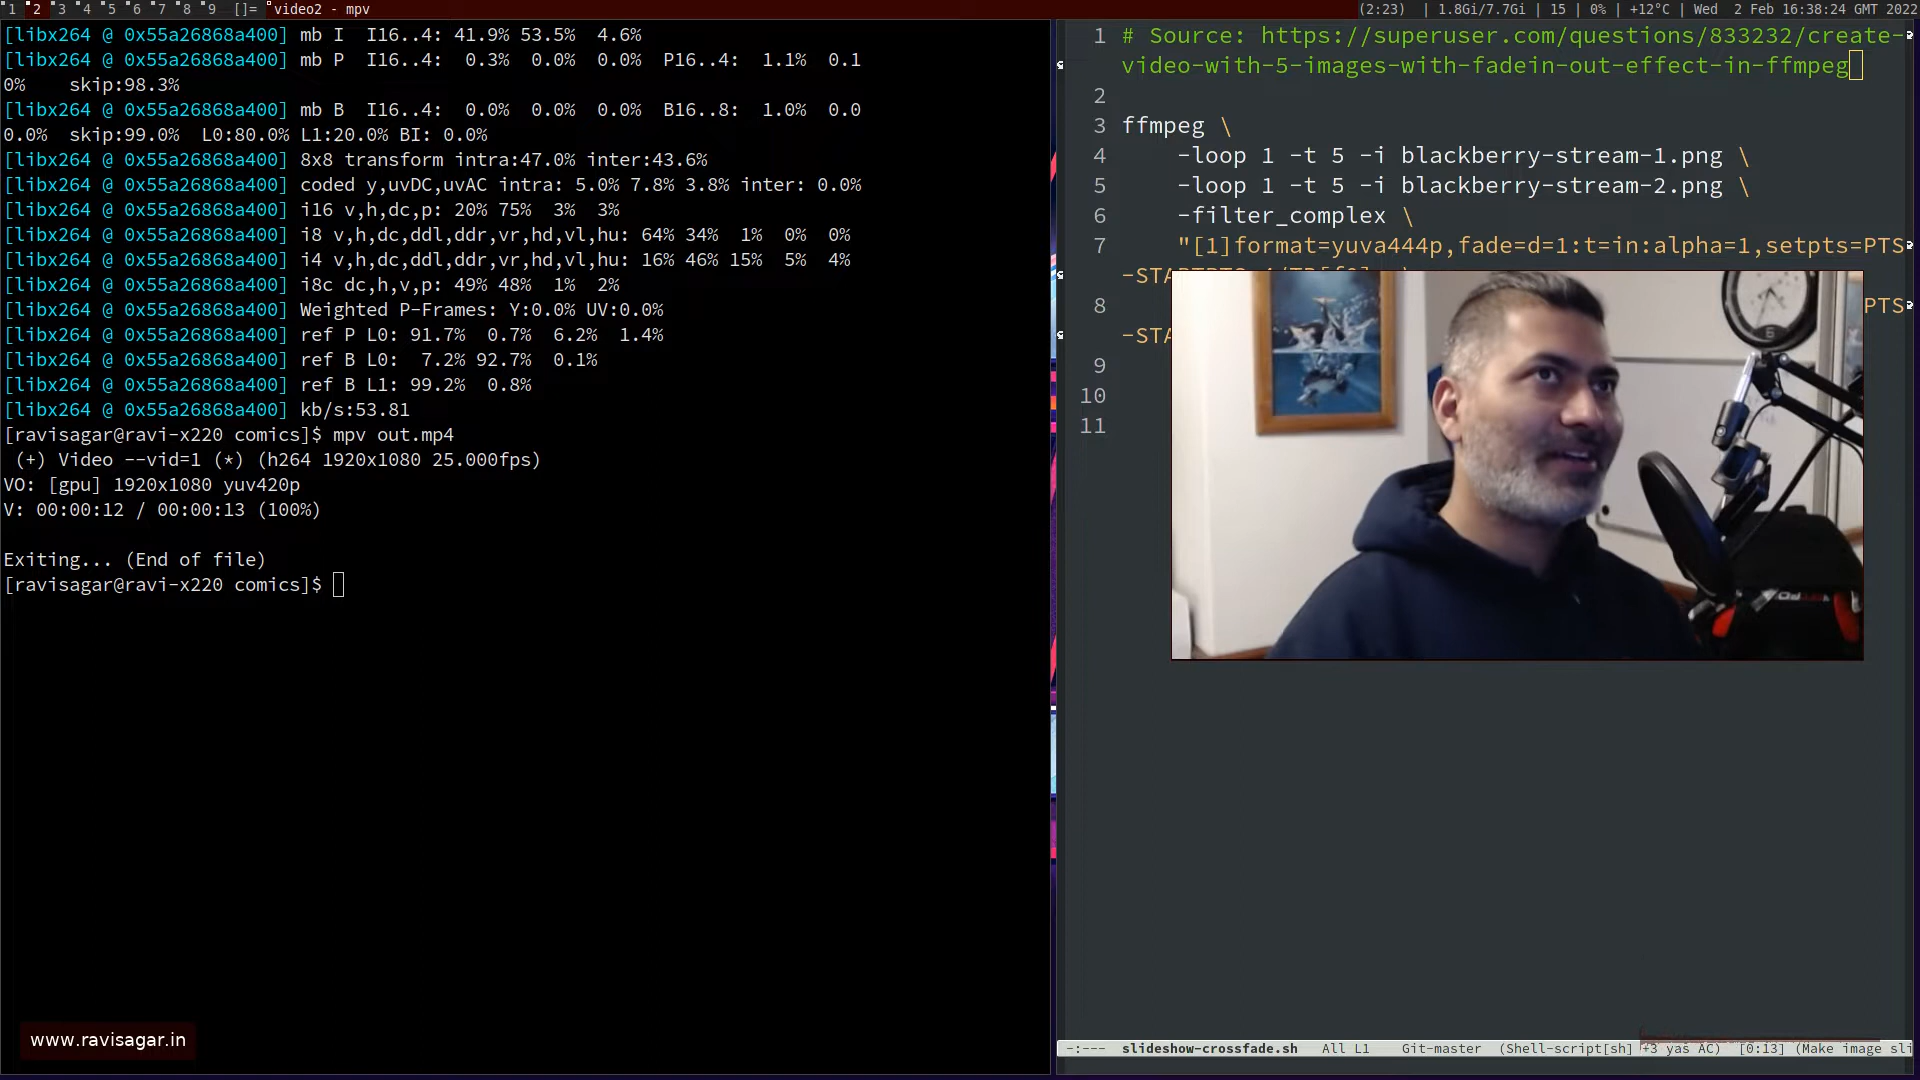 1 2 3 4 5 6 7 8 9 []= video2 - mpv (2:23) | 1.8Gi/7.7Gi | 15 | 0% | +12°C | Wed 2 Feb 16:38:24 GMT 2022
[libx264 @ 0x55a26868a400] mb I I16..4: 41.9% 53.5% 4.6%
[libx264 @ 0x55a26868a400] mb P I16..4: 0.3% 0.0% 0.0% P16..4: 1.1% 0.1
0% skip:98.3%
[libx264 @ 0x55a26868a400] mb B I16..4: 0.0% 0.0% 0.0% B16..8: 1.0% 0.0
0.0% skip:99.0% L0:80.0% L1:20.0% BI: 0.0%
[libx264 @ 0x55a26868a400] 8x8 transform intra:47.0% inter:43.6%
[libx264 @ 0x55a26868a400] coded y,uvDC,uvAC intra: 5.0% 7.8% 3.8% inter: 0.0%
[libx264 @ 0x55a26868a400] i16 v,h,dc,p: 20% 75% 3% 3%
[libx264 @ 0x55a26868a400] i8 v,h,dc,ddl,ddr,vr,hd,vl,hu: 64% 34% 1% 0% 0%
[libx264 @ 0x55a26868a400] i4 v,h,dc,ddl,ddr,vr,hd,vl,hu: 16% 46% 15% 5% 4%
[libx264 @ 0x55a26868a400] i8c dc,h,v,p: 49% 48% 1% 2%
[libx264 @ 0x55a26868a400] Weighted P-Frames: Y:0.0% UV:0.0%
[libx264 @ 0x55a26868a400] ref P L0: 91.7% 0.7% 6.2% 1.4%
[libx264 @ 0x55a26868a400] ref B L0: 7.2% 92.7% 0.1%
[libx264 @ 0x55a26868a400] ref B L1: 99.2% 0.8%
[libx264 @ 0x55a26868a400] kb/s:53.81
[ravisagar@ravi-x220 comics]$ mpv out.mp4
(+) Video --vid=1 (*) (h264 1920x1080 25.000fps)
VO: [gpu] 1920x1080 yuv420p
V: 00:00:12 / 00:00:13 (100%)
Exiting... (End of file)
[ravisagar@ravi-x220 comics]$
www.ravisagar.in
1 # Source: https://superuser.com/questions/833232/create-
video-with-5-images-with-fadein-out-effect-in-ffmpeg
2
3 ffmpeg \
4 -loop 1 -t 5 -i blackberry-stream-1.png \
5 -loop 1 -t 5 -i blackberry-stream-2.png \
6 -filter_complex \
7 "[1]format=yuva444p,fade=d=1:t=in:alpha=1,setpts=PTS
8 PTS
9
10
11
-:--- slideshow-crossfade.sh All L1 Git-master (Shell-script[sh] +3 yas AC) [0:13] (Make image sli